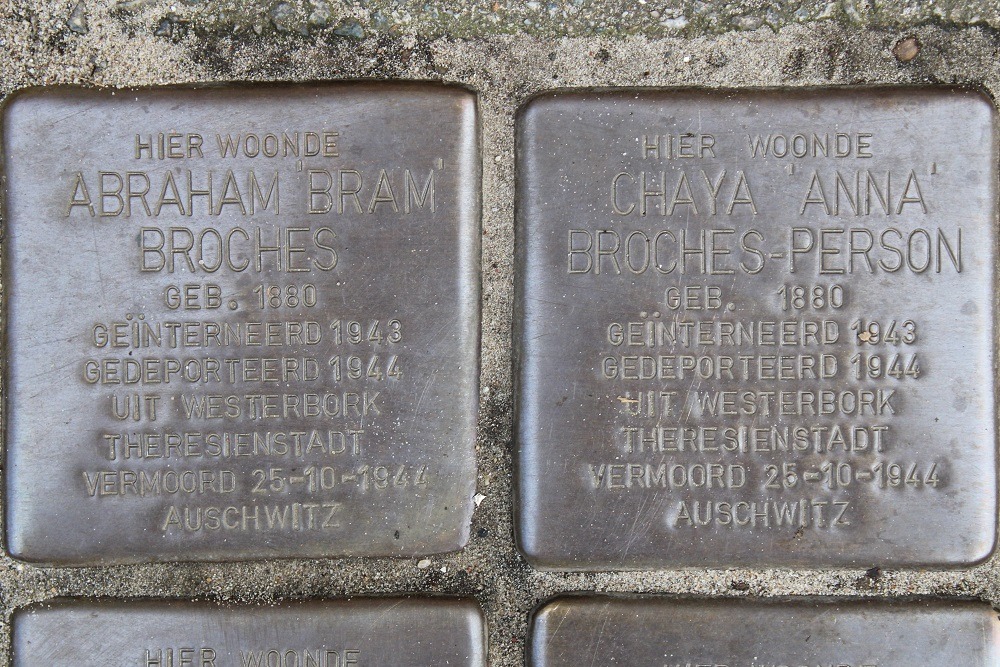 HIER WOONDE
ABRAHAM 'BRAM'
BROCHES
GEB. 1880
GEÏNTERNEERD 1943
GEDEPORTEERD 1944
UIT WESTERBORK
THERESIENSTADT
VERMOORD 25-10-1944
AUSCHWITZ
HIER WOONDE
CHAYA 'ANNA'
BROCHES-PERSON
GEB. 1880
GEÏNTERNEERD 1943
GEDEPORTEERD 1944
UIT WESTERBORK
THERESIENSTADT
VERMOORD 25-10-1944
AUSCHWITZ
HIER WOONDE